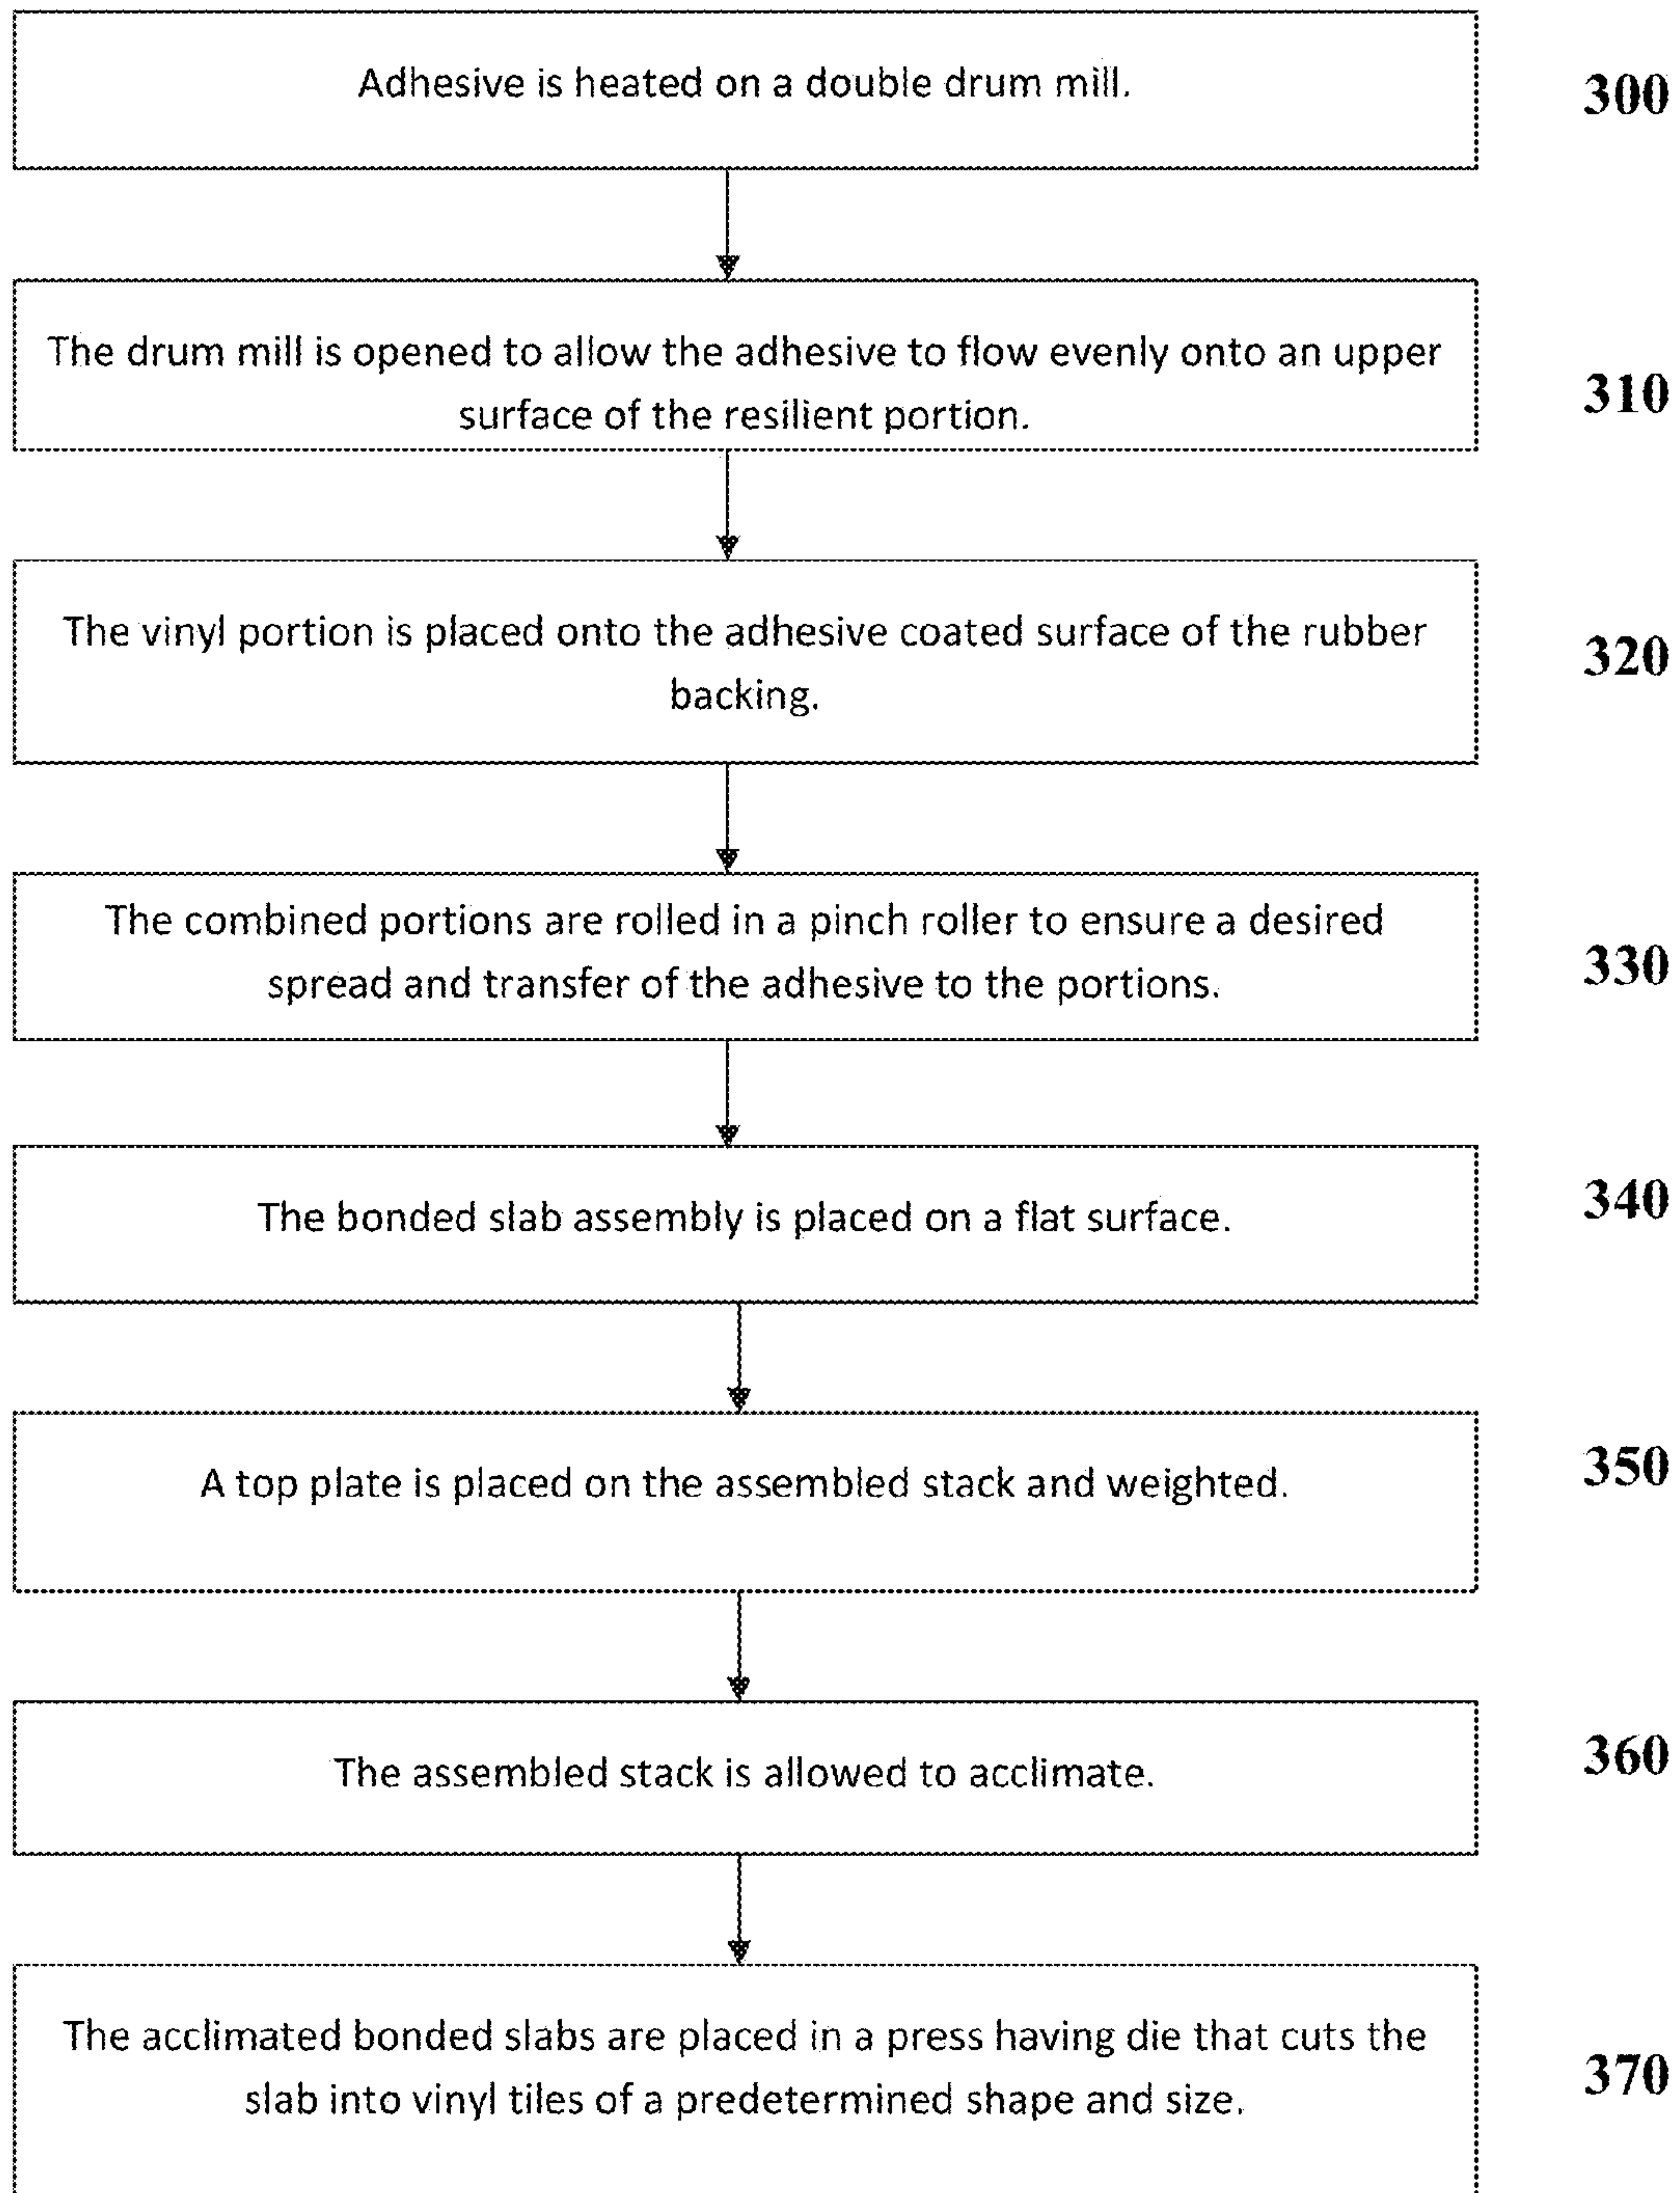 Adhesive is heated on a double drum mill.
300
The drum mill is opened to allow the adhesive to flow evenly onto an upper
surface of the resilient portion.
310
The vinyl portion is placed onto the adhesive coated surface of the rubber
backing.
320
The combined portions are rolled in a pinch roller to ensure a desired
spread and transfer of the adhesive to the portions.
330
The bonded slab assembly is placed on a flat surface.
340
A top plate is placed on the assembled stack and weighted.
350
The assembled stack is allowed to acclimate.
360
The acclimated bonded slabs are placed in a press having die that cuts the
slab into vinyl tiles of a predetermined shape and size.
370